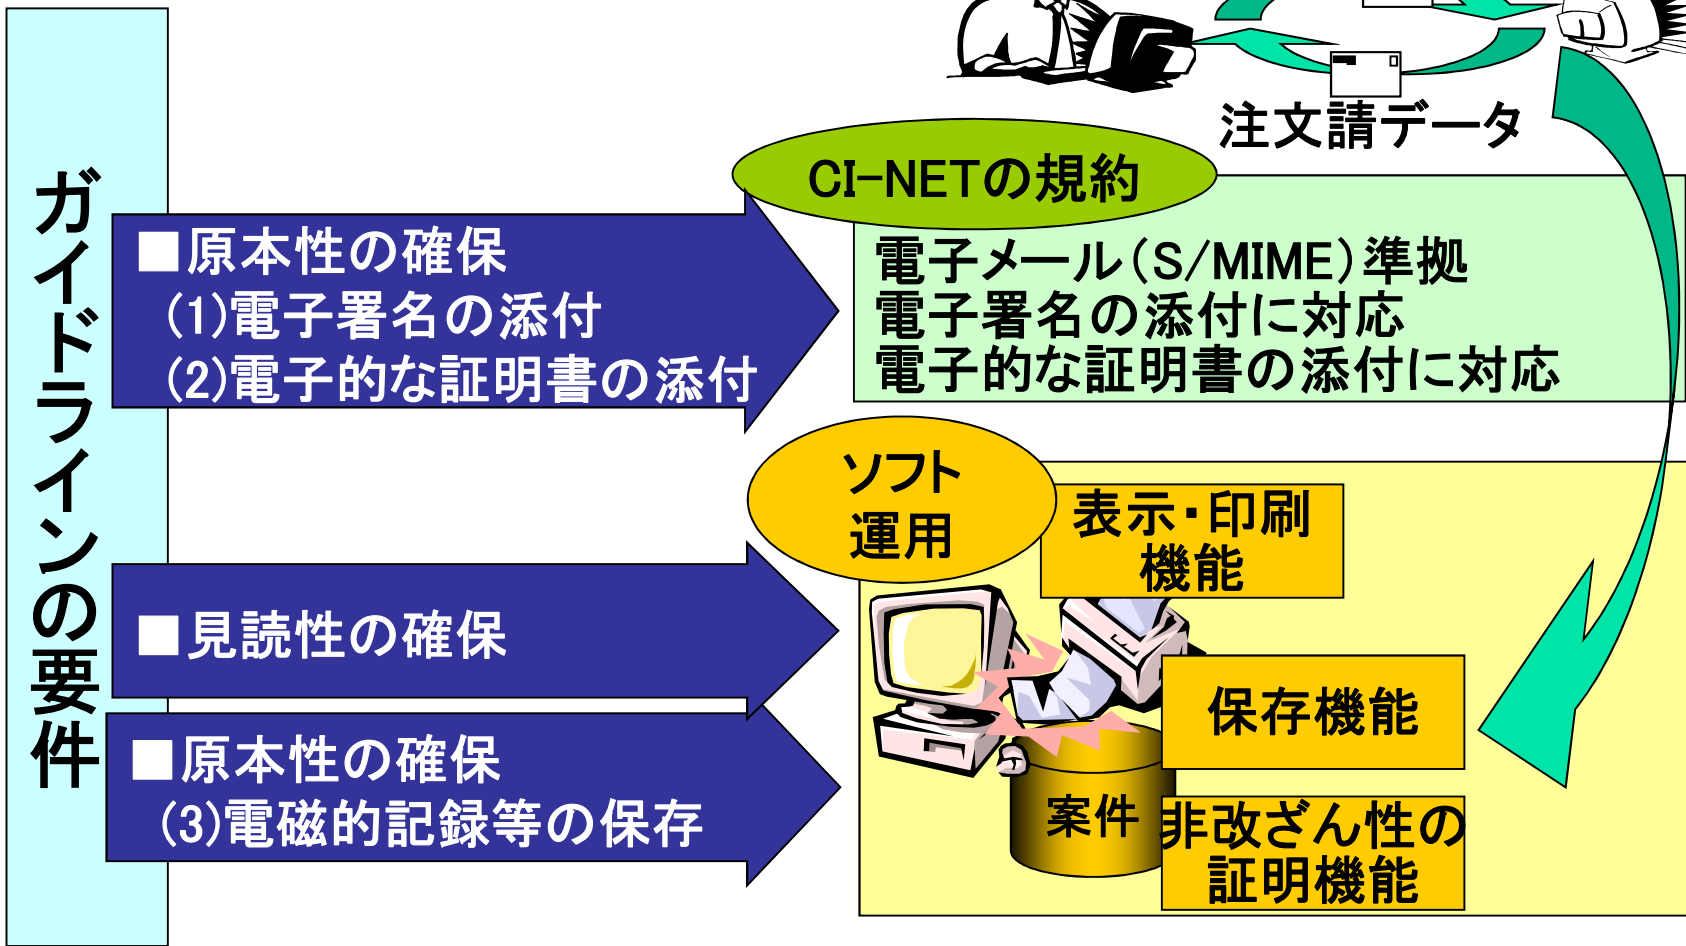 注文請データ
ガイドラインの要件
CI-NETの規約
■原本性の確保
(1)電子署名の添付
(2)電子的な証明書の添付
電子メール(S/MIME)準拠
電子署名の添付に対応
電子的な証明書の添付に対応
ソフト
運用
表示・印刷
機能
■見読性の確保
保存機能
■原本性の確保
(3)電磁的記録等の保存
案件
非改ざん性の
証明機能